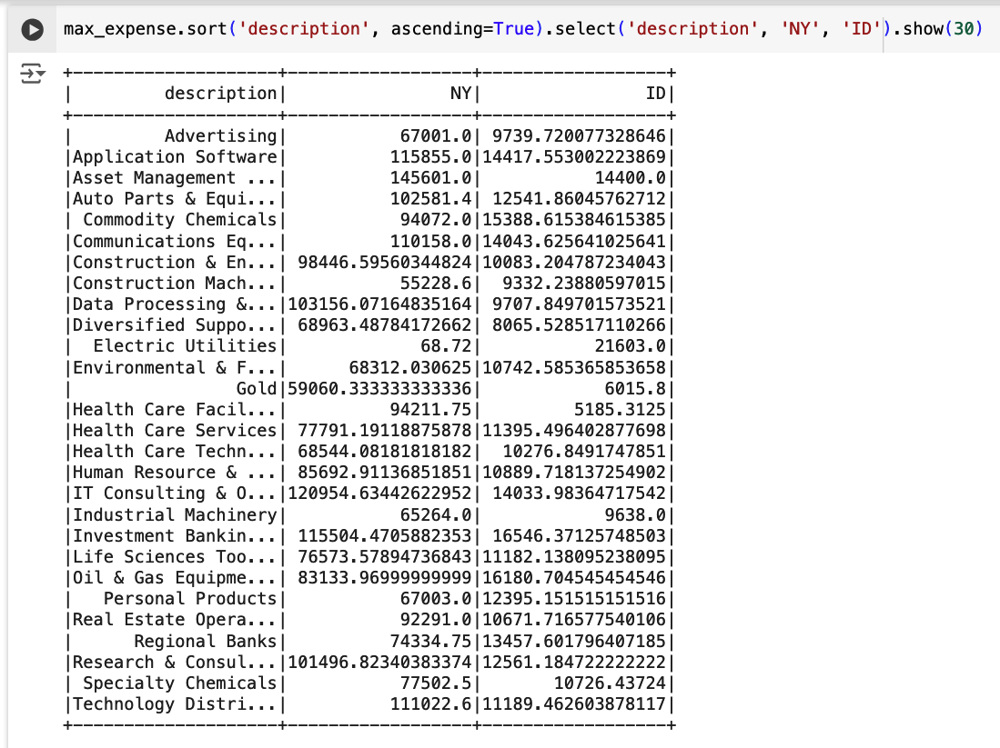 max_expense.sort('description', ascending=True).select('description', 'NY', 'ID').show(30)
+--------------------+------------------+------------------+
|         description|                NY|                ID|
+--------------------+------------------+------------------+
|         Advertising|           67001.0| 9739.720077328646|
|Application Software|          115855.0|14417.553002223869|
|Asset Management ...|          145601.0|           14400.0|
|Auto Parts & Equi...|          102581.4| 12541.86045762712|
| Commodity Chemicals|           94072.0|15388.615384615385|
|Communications Eq...|          110158.0|14043.625641025641|
|Construction & En...| 98446.59560344824|10083.204787234043|
|Construction Mach...|           55228.6|  9332.23880597015|
|Data Processing &...|103156.07164835164| 9707.849701573521|
|Diversified Suppo...| 68963.48784172662| 8065.528517110266|
|  Electric Utilities|             68.72|           21603.0|
|Environmental & F...|      68312.030625|10742.585365853658|
|                Gold|59060.333333333336|            6015.8|
|Health Care Facil...|          94211.75|         5185.3125|
|Health Care Services| 77791.19118875878|11395.496402877698|
|Health Care Techn...| 68544.08181818182|  10276.8491747851|
|Human Resource & ...| 85692.91136851851|10889.718137254902|
|IT Consulting & O...|120954.63442622952| 14033.98364717542|
|Industrial Machinery|           65264.0|            9638.0|
|Investment Bankin...| 115504.4705882353| 16546.37125748503|
|Life Sciences Too...| 76573.57894736843|11182.138095238095|
|Oil & Gas Equipme...| 83133.96999999999|16180.704545454546|
|   Personal Products|           67003.0|12395.151515151516|
|Real Estate Opera...|           92291.0|10671.716577540106|
|      Regional Banks|          74334.75|13457.601796407185|
|Research & Consul...|101496.82340383374|12561.184722222222|
| Specialty Chemicals|           77502.5|       10726.43724|
|Technology Distri...|          111022.6|11189.462603878117|
+--------------------+------------------+------------------+